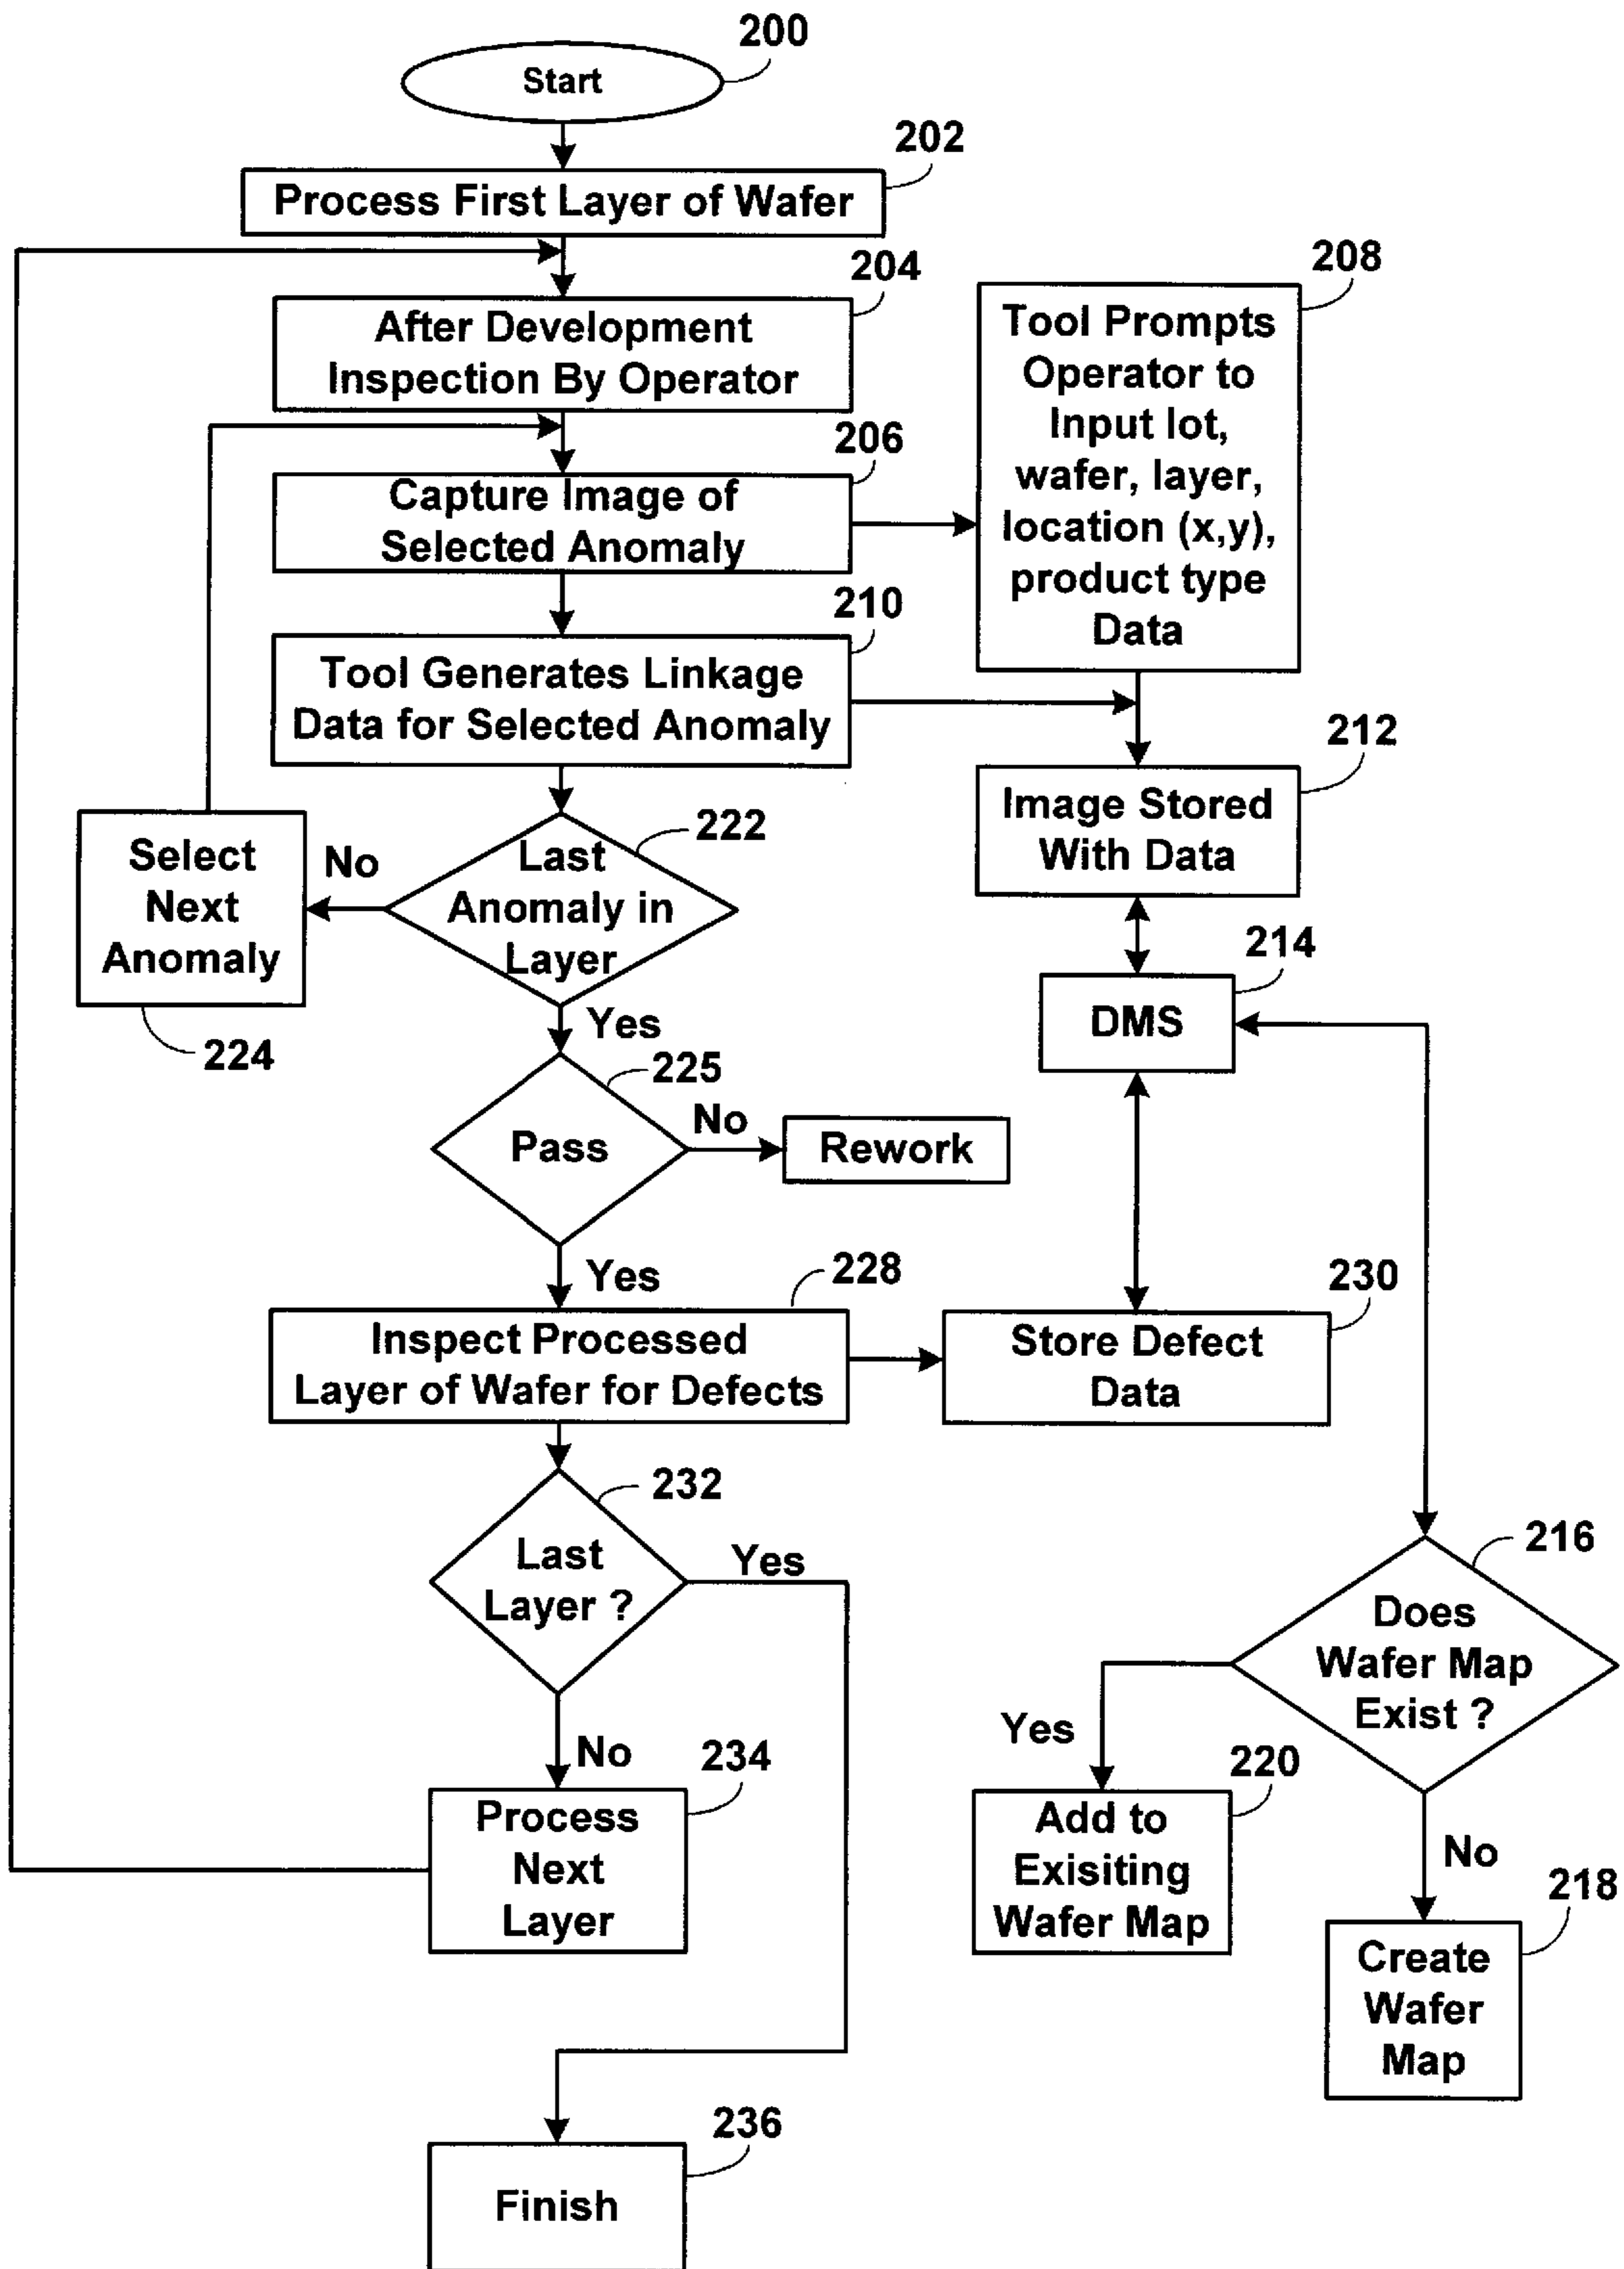 200
Start
202
Process First Layer of Wafer
204
After Development
Inspection By Operator
208
Tool Prompts
Operator to
Input lot,
wafer, layer,
location (x,y),
product type
Data
206
Capture Image of
Selected Anomaly
210
Tool Generates Linkage
Data for Selected Anomaly
212
Image Stored
With Data
222
Last
Anomaly in
Layer
No
Select
Next
Anomaly
224
214
DMS
Yes
225
Pass
No
Rework
Yes
228
Inspect Processed
Layer of Wafer for Defects
230
Store Defect
Data
232
Last
Layer ?
Yes
216
Does
Wafer Map
Exist ?
No
234
Process
Next
Layer
Yes
220
Add to
Exisiting
Wafer Map
No
218
Create
Wafer
Map
236
Finish